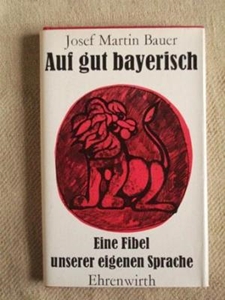 Josef Martin Bauer
Auf gut bayerisch
Eine Fibel
unserer eigenen Sprache
Ehrenwirth